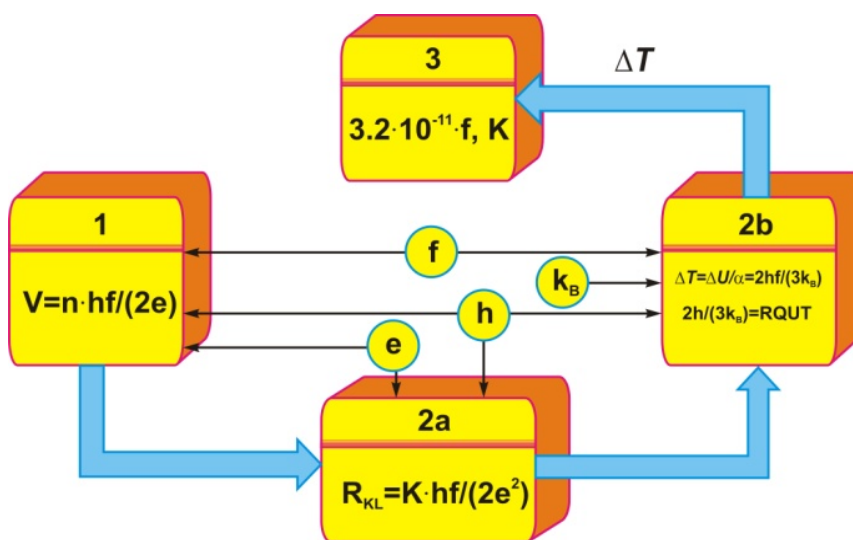 3
3.2·10⁻¹¹·f, K
ΔT
1
V=n·hf/(2e)
f
k_B
h
e
2b
ΔT=ΔU/α=2hf/(3k_B)
2h/(3k_B)=RQUT
2a
R_KL=K·hf/(2e²)